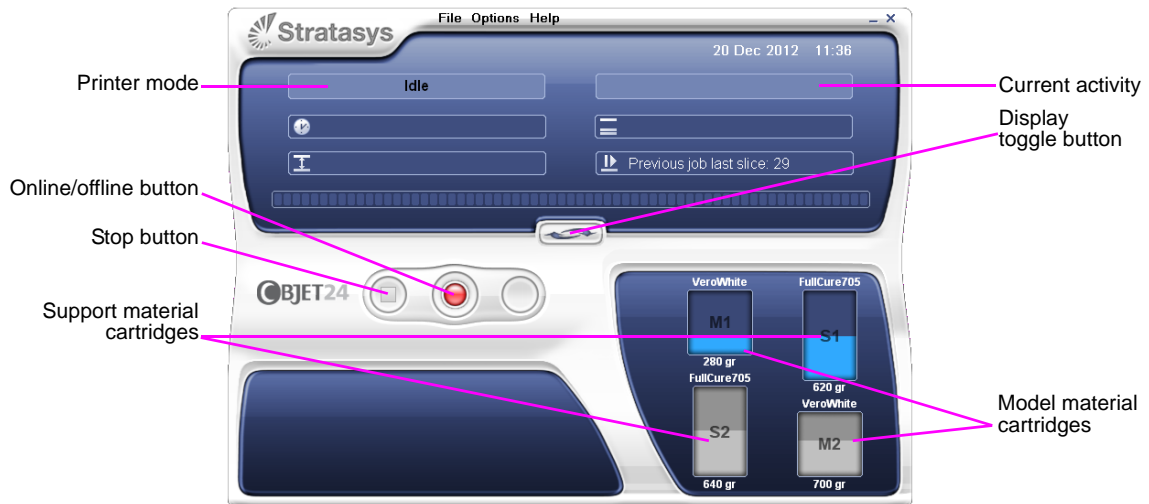 Stratasys
File Options Help
20 Dec 2012 11:36
Printer mode
Idle
Current activity
Display
toggle button
Previous job last slice: 29
Online/offline button
Stop button
OBJET24
VeroWhite
FullCure705
M1
S1
Support material
cartridges
280 gr
620 gr
FullCure705
VeroWhite
Model material
cartridges
S2
M2
640 gr
700 gr